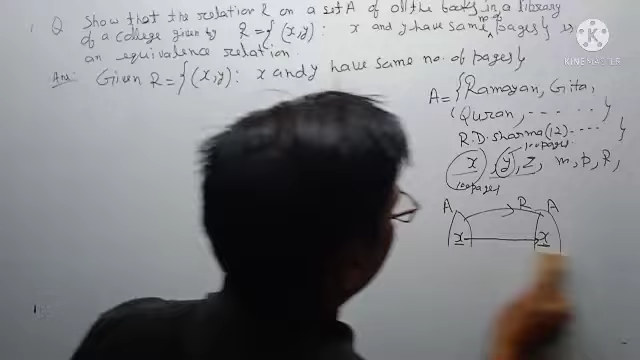 Q Show that the relation R on a set A of all the books in a library
of a college given by R = { (x,y) : x and y have same no of pages} is
an equivalence relation.
Ans: Given R = { (x,y) : x and y have same no. of pages}
A = { Ramayan, Gita,
Quran, - - - - -
R.D. Sharma (12) - - - - }
100 pages
x, y, z, m, p, R,
100 pages
A R A
x x
KINEMASTER